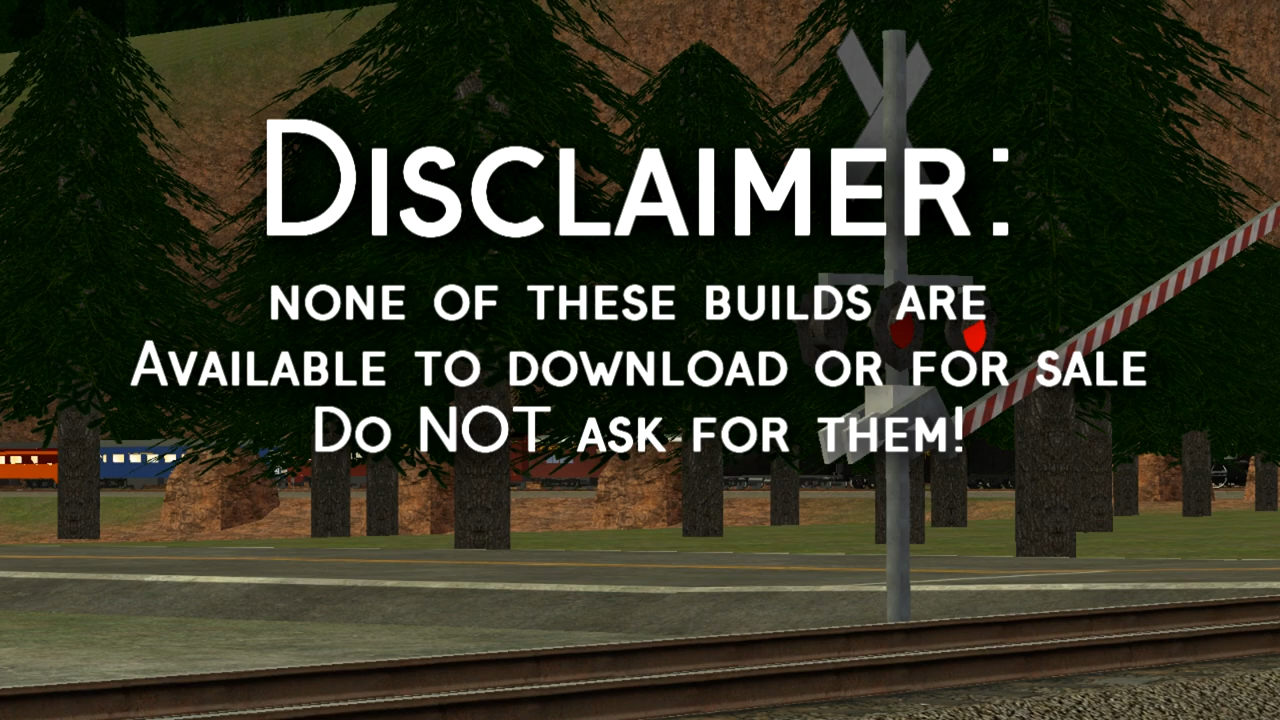 Disclaimer:
none of these builds are
Available to download or for sale
Do NOT ask for them!